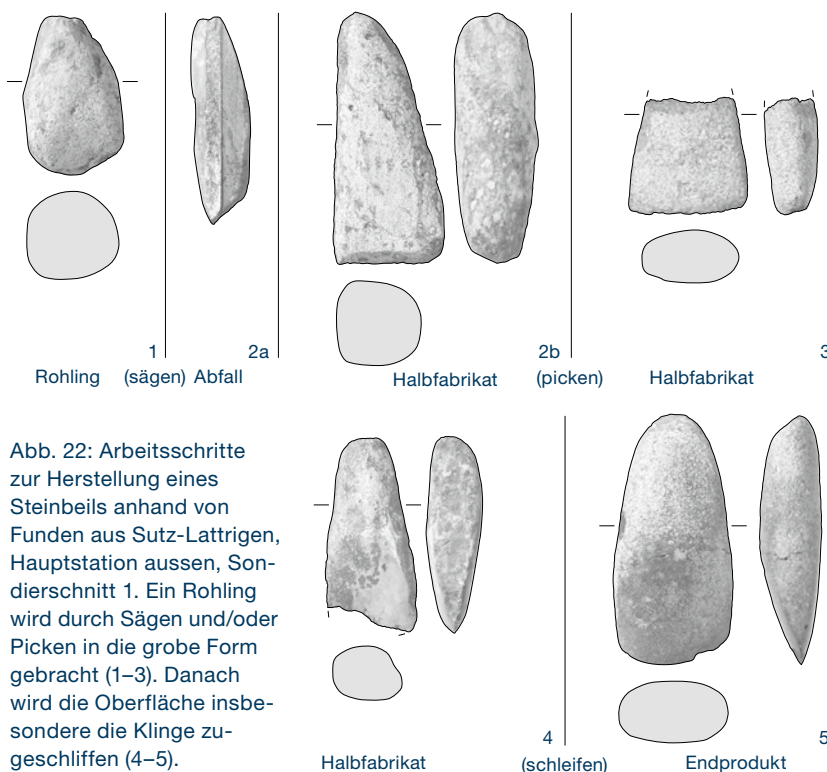 1
2a
2b
3
Rohling (sägen) Abfall
Halbfabrikat (picken) Halbfabrikat
Abb. 22: Arbeitsschritte
zur Herstellung eines
Steinbeils anhand von
Funden aus Sutz-Lattrigen,
Hauptstation aussen, Son-
dierschnitt 1. Ein Rohling
wird durch Sägen und/oder
Picken in die grobe Form
gebracht (1–3). Danach
wird die Oberfläche insbe-
sondere die Klinge zu-
geschliffen (4–5).
4
5
Halbfabrikat (schleifen) Endprodukt